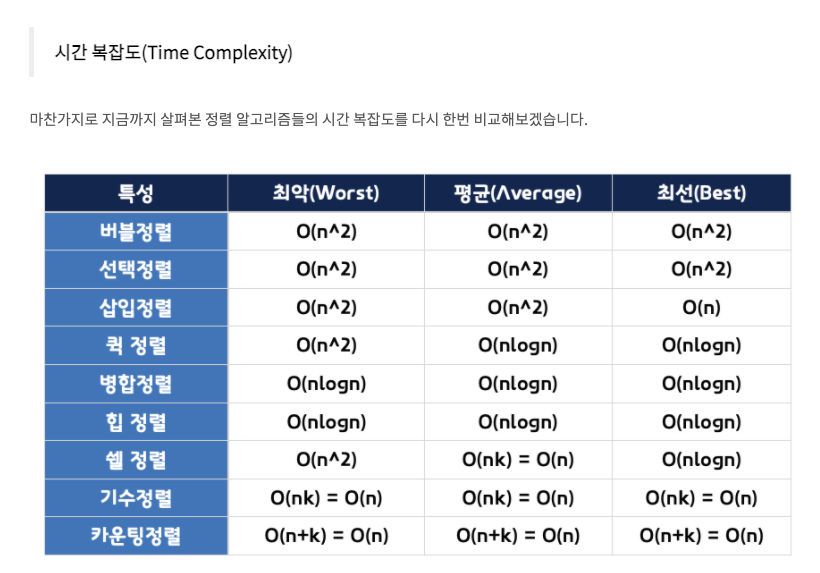 시간 복잡도(Time Complexity)
마찬가지로 지금까지 살펴본 정렬 알고리즘들의 시간 복잡도를 다시 한번 비교해보겠습니다.
특성 최악(Worst) 평균(Average) 최선(Best)
버블정렬 O(n^2) O(n^2) O(n^2)
선택정렬 O(n^2) O(n^2) O(n^2)
삽입정렬 O(n^2) O(n^2) O(n)
퀵 정렬 O(n^2) O(nlogn) O(nlogn)
병합정렬 O(nlogn) O(nlogn) O(nlogn)
힙 정렬 O(nlogn) O(nlogn) O(nlogn)
쉘 정렬 O(n^2) O(nk) = O(n) O(nlogn)
기수정렬 O(nk) = O(n) O(nk) = O(n) O(nk) = O(n)
카운팅정렬 O(n+k) = O(n) O(n+k) = O(n) O(n+k) = O(n)